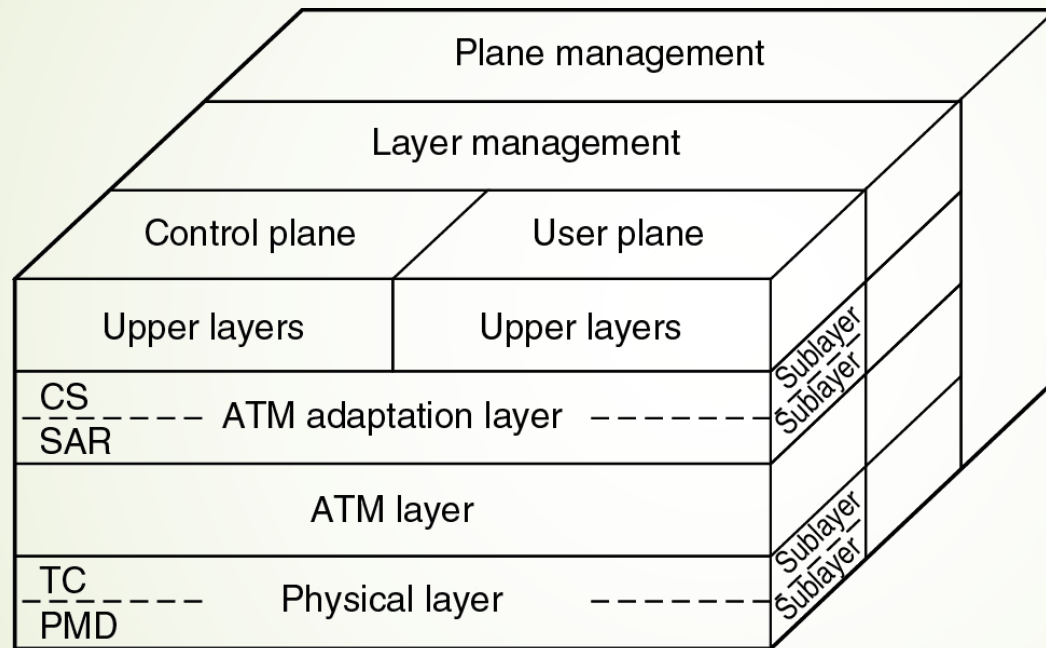 Plane management
Layer management
Control plane
User plane
Upper layers
Upper layers
Sublayer
Sublayer
CS
ATM adaptation layer
SAR
ATM layer
Sublayer
Sublayer
TC
Physical layer
PMD